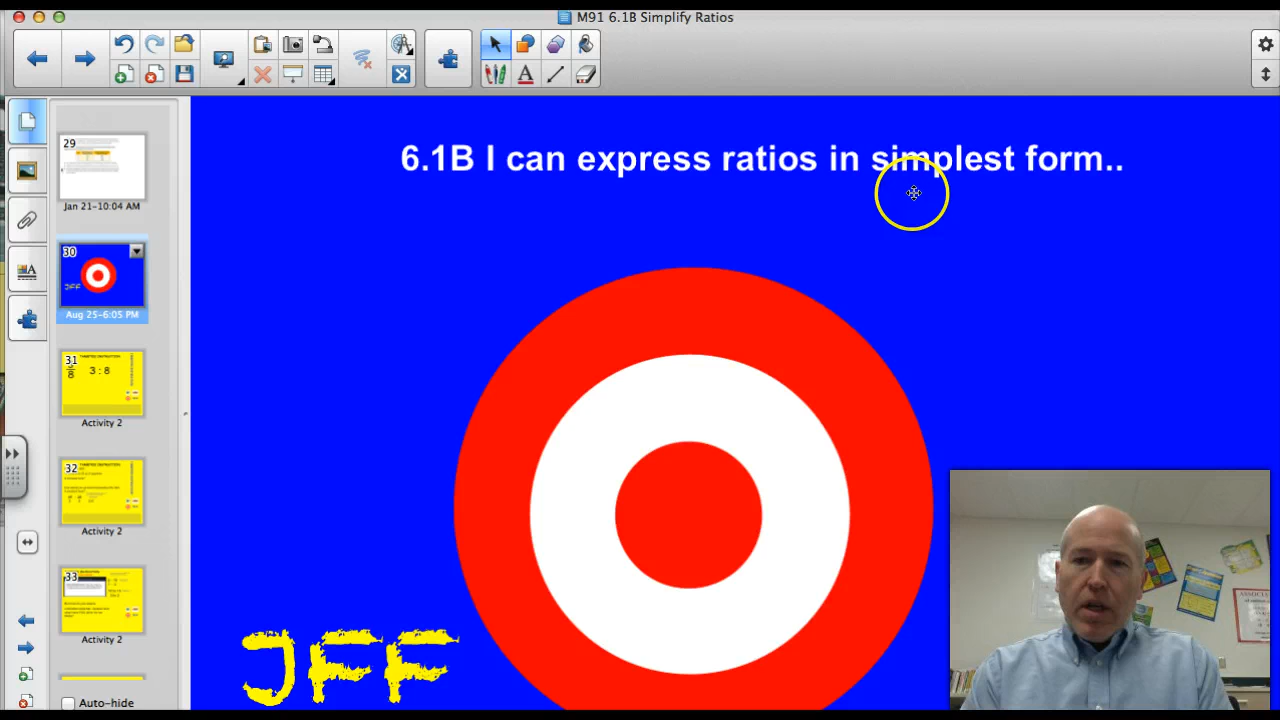 M91 6.1B Simplify Ratios
29
Jan 21-10:04 AM
30
JFF
Aug 25-6:05 PM
31
8
3 : 8
Activity 2
32
Activity 2
33
Activity 2
Auto-hide
6.1B I can express ratios in simplest form..
JFF